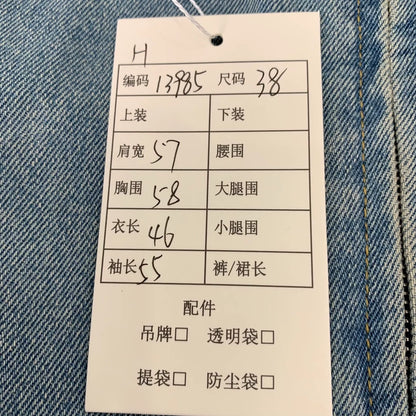 H
编码 13985 尺码 38
上装 下装
肩宽 57 腰围
胸围 58 大腿围
衣长 46 小腿围
袖长 55 裤/裙长
配件
吊牌□ 透明袋□
提袋□ 防尘袋□